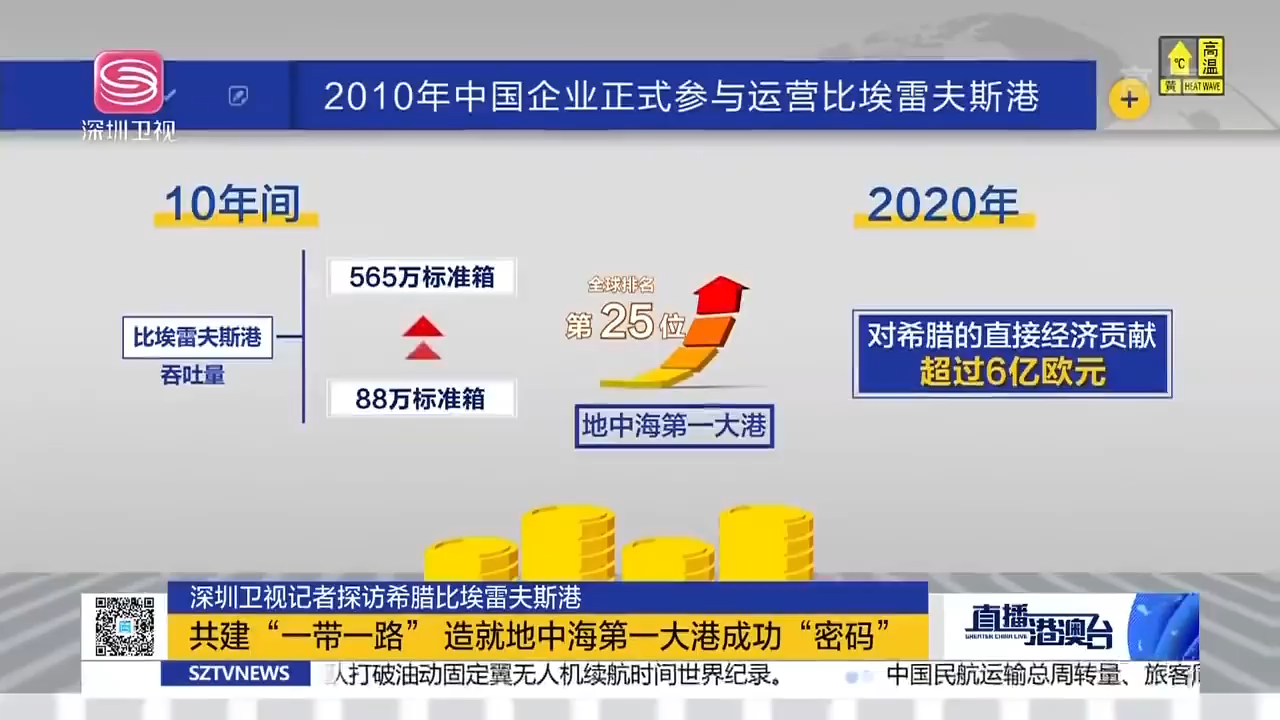 2010年中国企业正式参与运营比埃雷夫斯港
深圳卫视
℃
高温
黄
HEAT WAVE
10年间
2020年
565万标准箱
比埃雷夫斯港
吞吐量
88万标准箱
全球排名
第25位
地中海第一大港
对希腊的直接经济贡献
超过6亿欧元
深圳卫视记者探访希腊比埃雷夫斯港
共建“一带一路” 造就地中海第一大港成功“密码”
直播港澳台
GREATER CHINA LIVE
SZTVNEWS
队打破油动固定翼无人机续航时间世界纪录。
中国民航运输总周转量、旅客